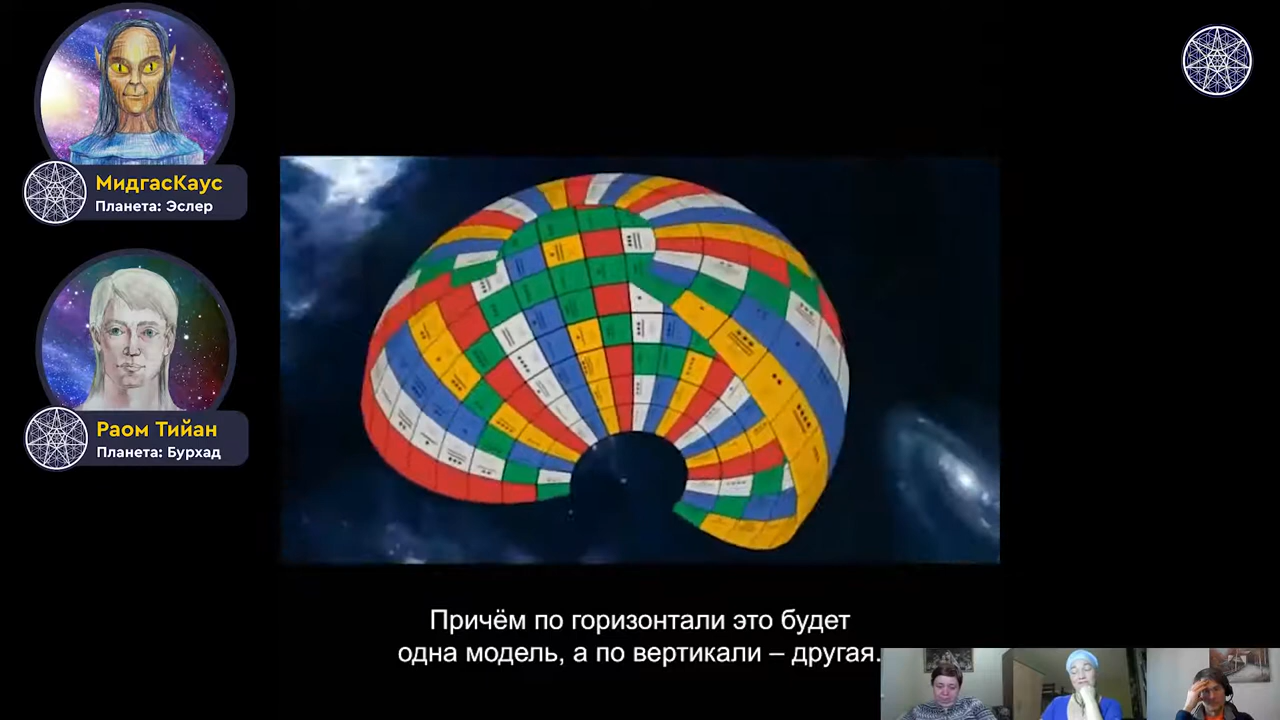 МидгасКаус
Планета: Эслер
Раом Тийан
Планета: Бурхад
Причём по горизонтали это будет
одна модель, а по вертикали – другая.